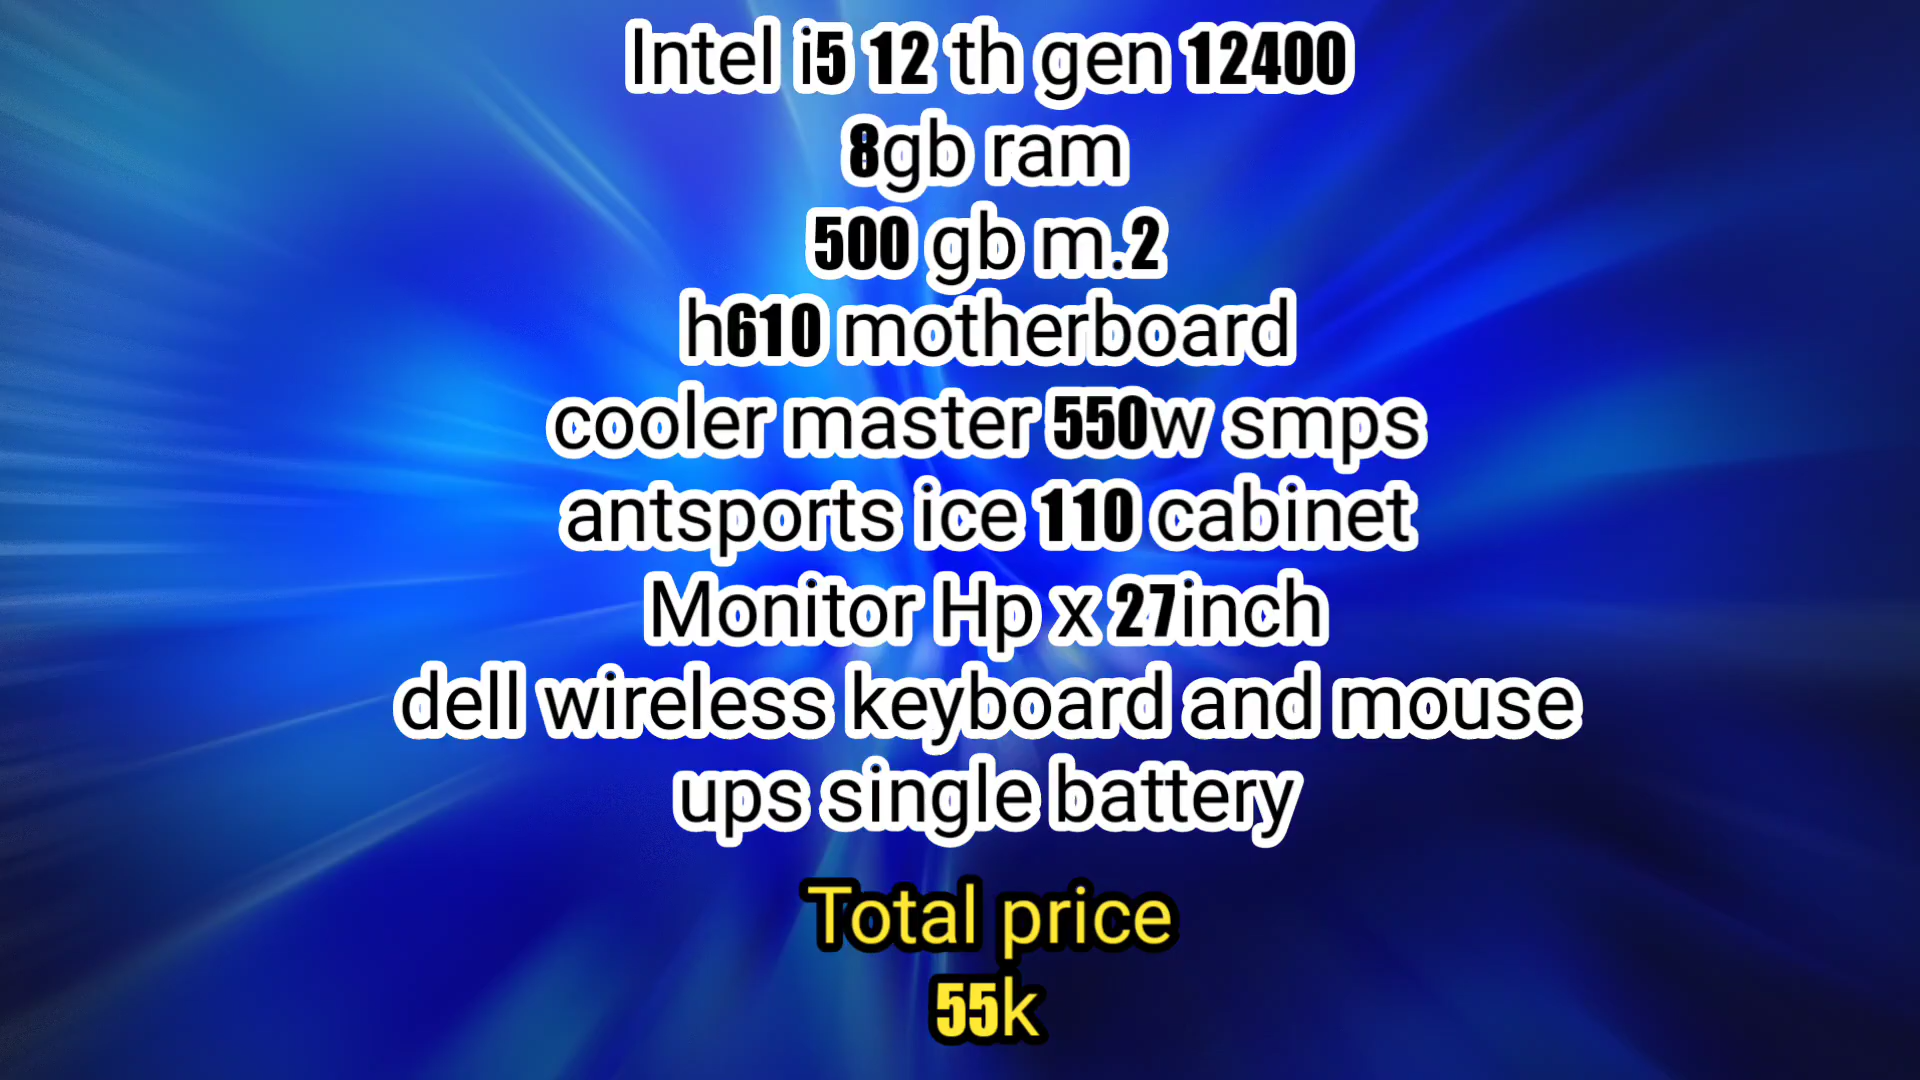 Intel i5 12 th gen 12400
8gb ram
500 gb m.2
h610 motherboard
cooler master 550w smps
antsports ice 110 cabinet
Monitor Hp x 27inch
dell wireless keyboard and mouse
ups single battery
Total price
55k